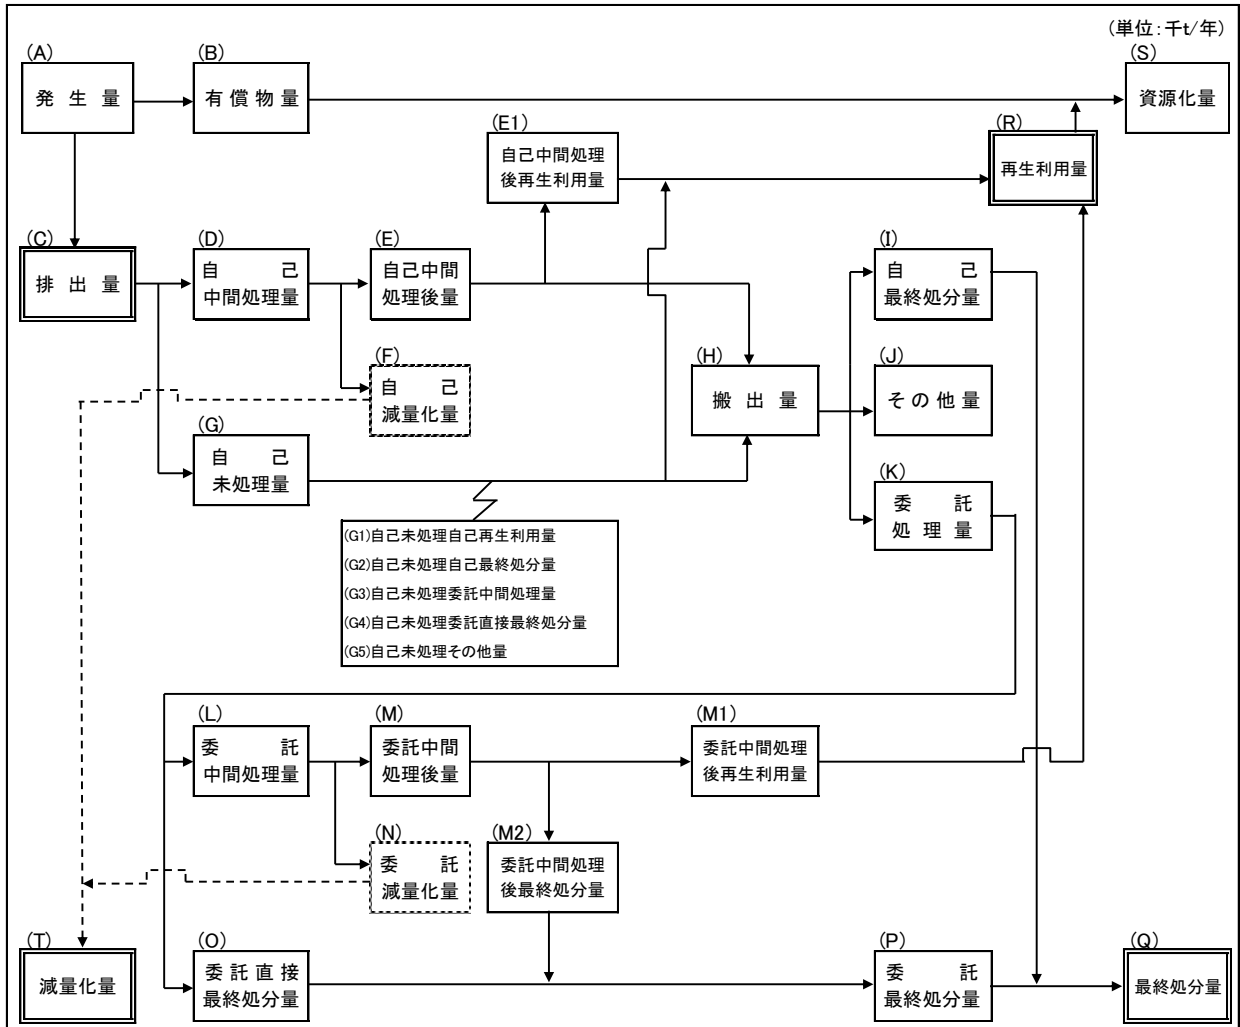 (単位:千t/年)
(A)
発生量
(B)
有償物量
(S)
資源化量
(E1)
自己中間処理
後再生利用量
(R)
再生利用量
(C)
排出量
(D)
自己
中間処理量
(E)
自己中間
処理後量
(I)
自己
最終処分量
(F)
自己
減量化量
(H)
搬出量
(J)
その他量
(G)
自己
未処理量
(K)
委託
処理量
(G1)自己未処理自己再生利用量
(G2)自己未処理自己最終処分量
(G3)自己未処理委託中間処理量
(G4)自己未処理委託直接最終処分量
(G5)自己未処理その他量
(L)
委託
中間処理量
(M)
委託中間
処理後量
(M1)
委託中間処理
後再生利用量
(N)
委託
減量化量
(M2)
委託中間処理
後最終処分量
(T)
減量化量
(O)
委託直接
最終処分量
(P)
委託
最終処分量
(Q)
最終処分量